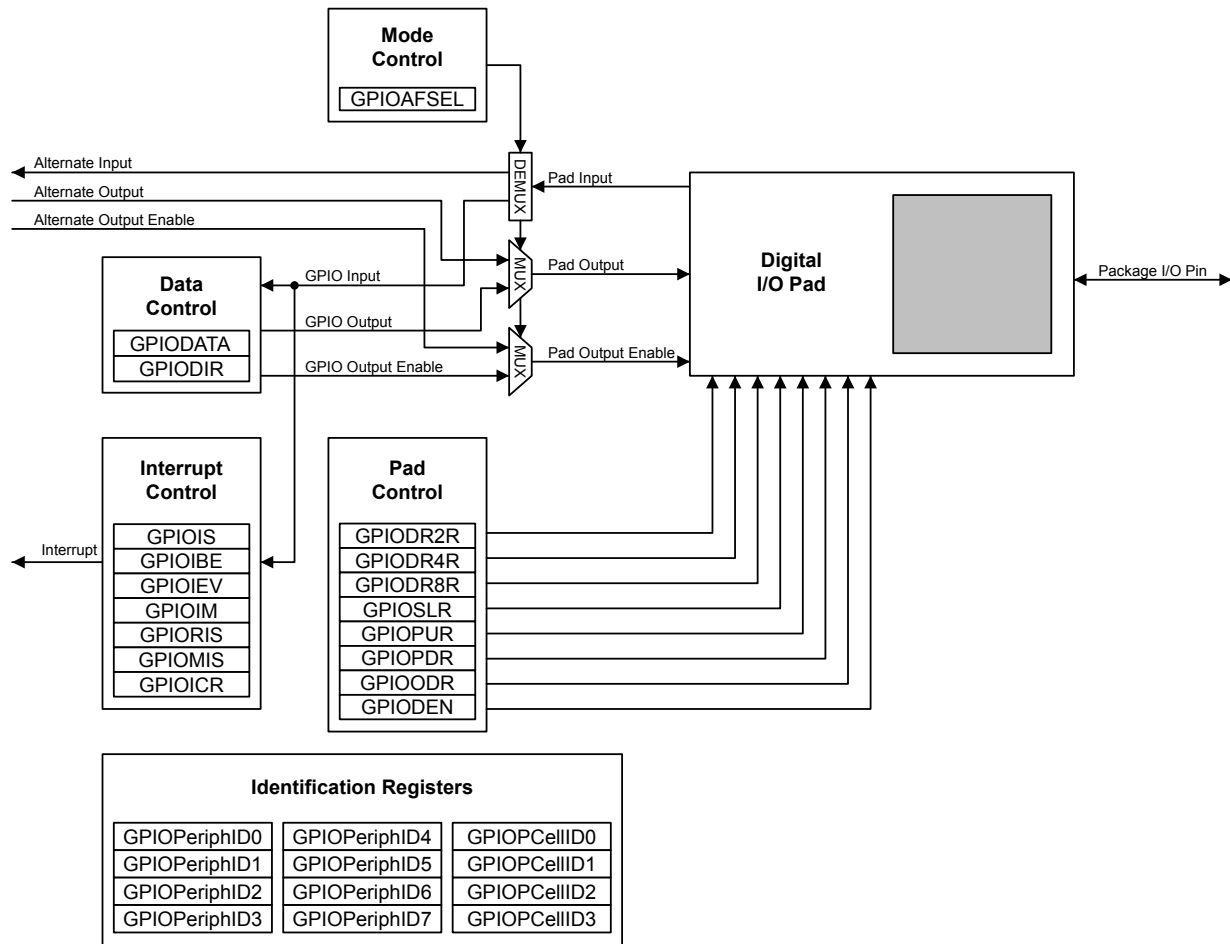 Mode
Control
GPIOAFSEL
Alternate Input
Alternate Output
Alternate Output Enable
DEMUX
Pad Input
MUX
Pad Output
MUX
Pad Output Enable
Digital
I/O Pad
Package I/O Pin
Data
Control
GPIODATA
GPIODIR
GPIO Input
GPIO Output
GPIO Output Enable
Interrupt
Control
GPIOIS
GPIOIBE
GPIOIEV
GPIOIM
GPIORIS
GPIOMIS
GPIOICR
Interrupt
Pad
Control
GPIODR2R
GPIODR4R
GPIODR8R
GPIOSLR
GPIOPUR
GPIOPDR
GPIOODR
GPIODEN
Identification Registers
GPIOPeriphID0
GPIOPeriphID1
GPIOPeriphID2
GPIOPeriphID3
GPIOPeriphID4
GPIOPeriphID5
GPIOPeriphID6
GPIOPeriphID7
GPIOPCellID0
GPIOPCellID1
GPIOPCellID2
GPIOPCellID3